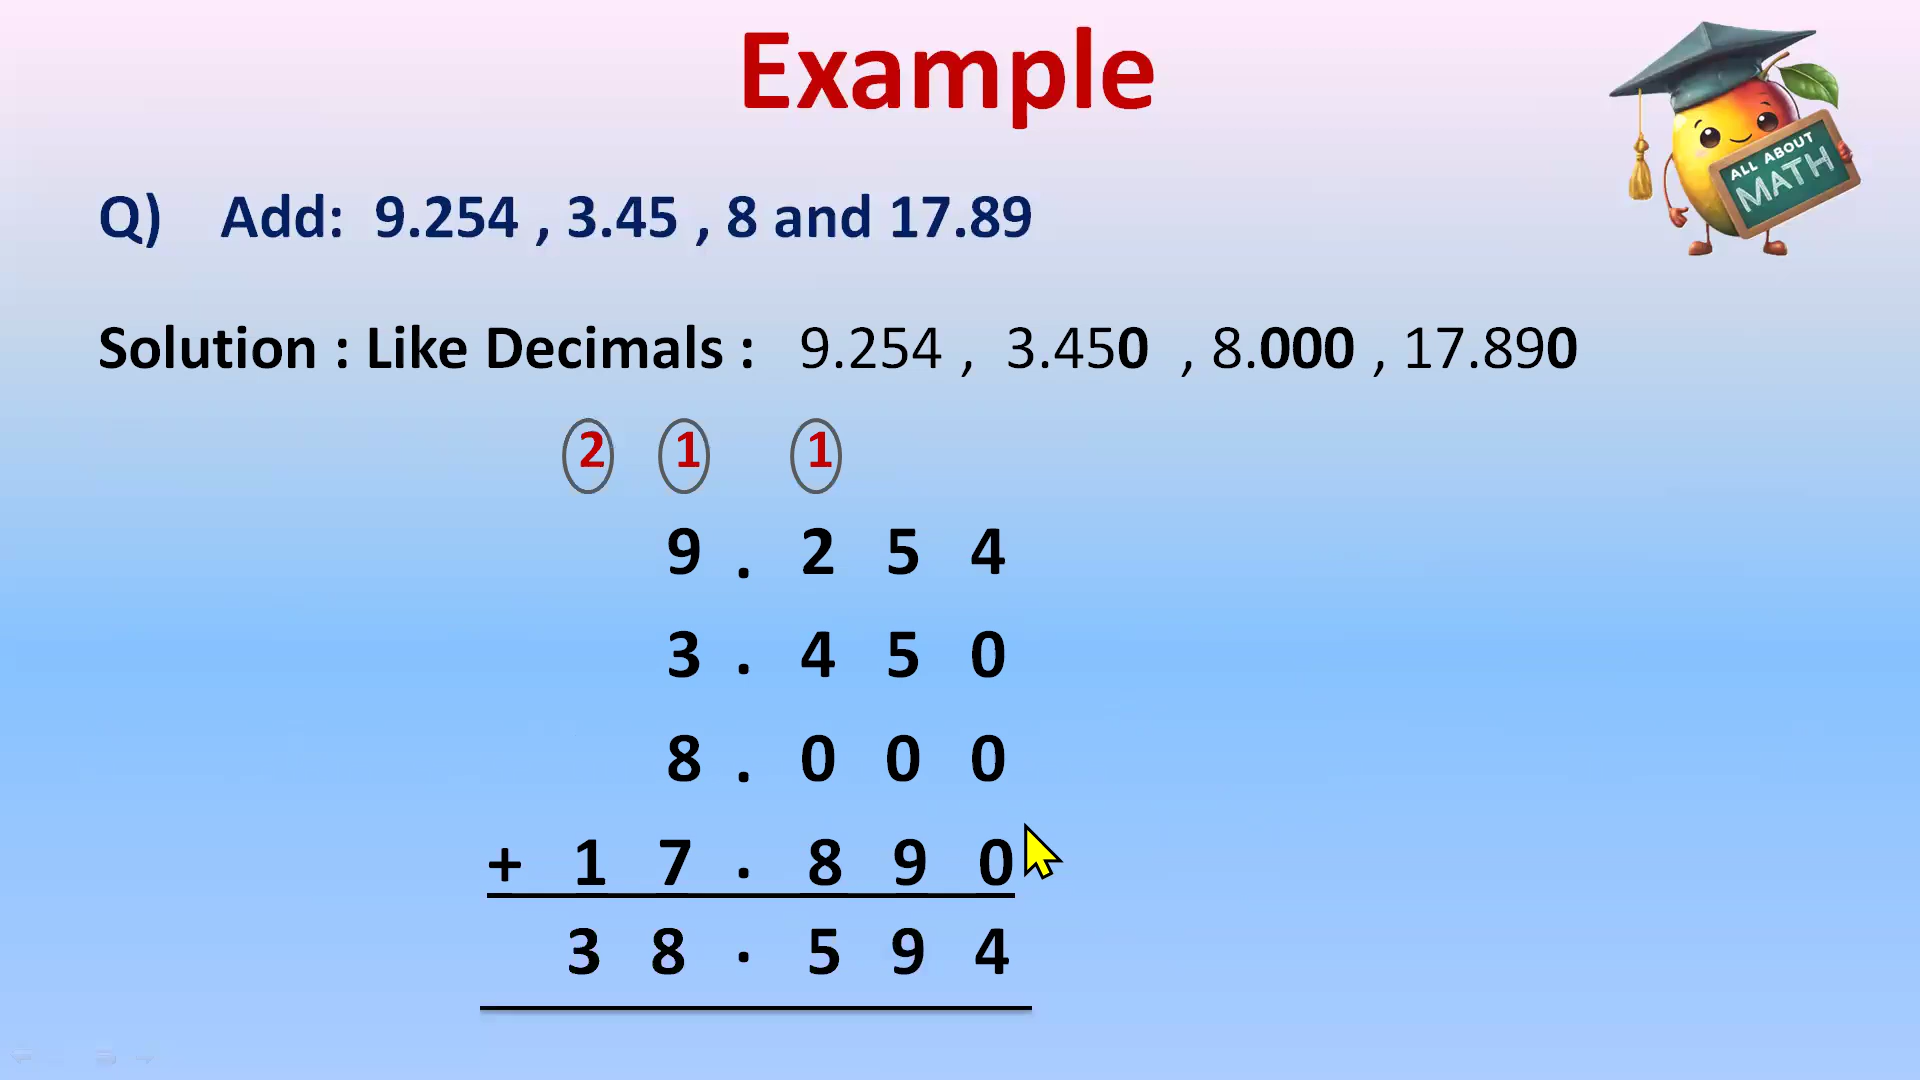 Example
ALL ABOUT
MATH
Q) Add: 9.254 , 3.45 , 8 and 17.89
Solution : Like Decimals : 9.254 , 3.450 , 8.000 , 17.890
2 1 1
9 . 2 5 4
3 . 4 5 0
8 . 0 0 0
+ 1 7 . 8 9 0
3 8 . 5 9 4